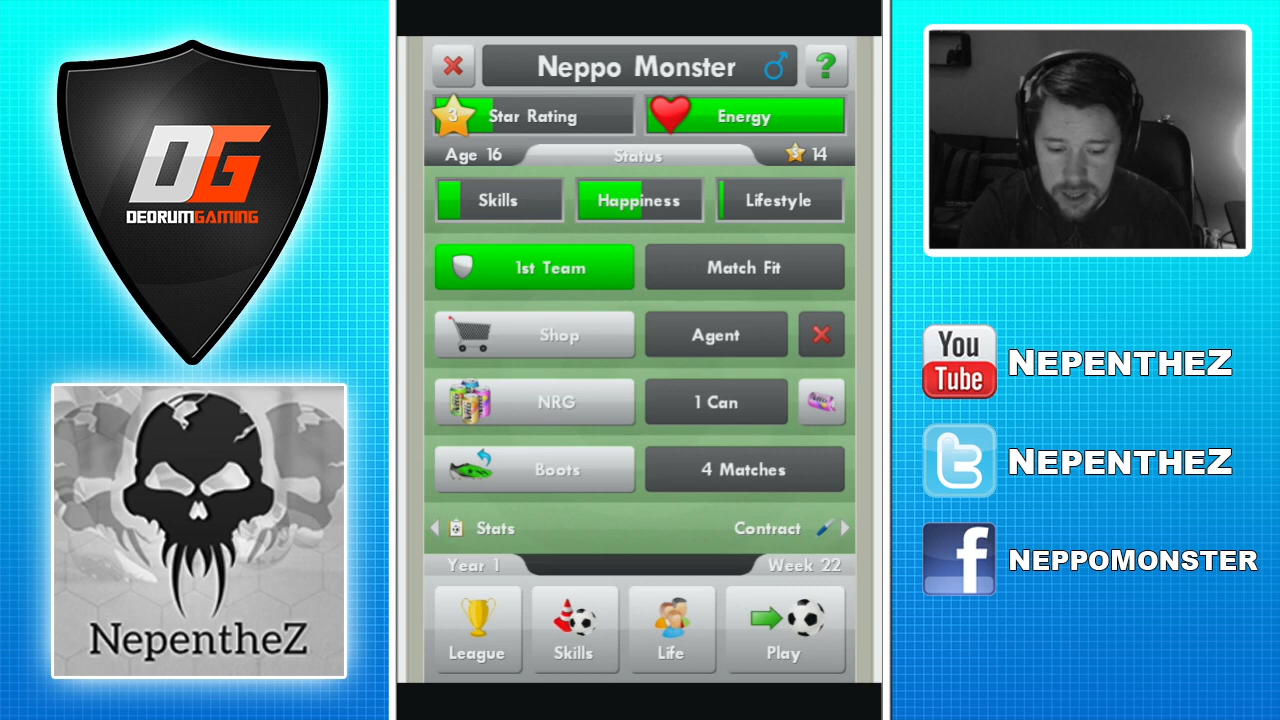 DG
DEORUMGAMING
NepentheZ
Neppo Monster
?
3 Star Rating
Energy
Age 16
Status
S 14
Skills
Happiness
Lifestyle
1st Team
Match Fit
Shop
Agent
NRG
1 Can
Boots
4 Matches
Stats
Contract
Year 1
Week 22
League
Skills
Life
Play
You
Tube
NEPENTHEZ
t
NEPENTHEZ
f
NEPPOMONSTER